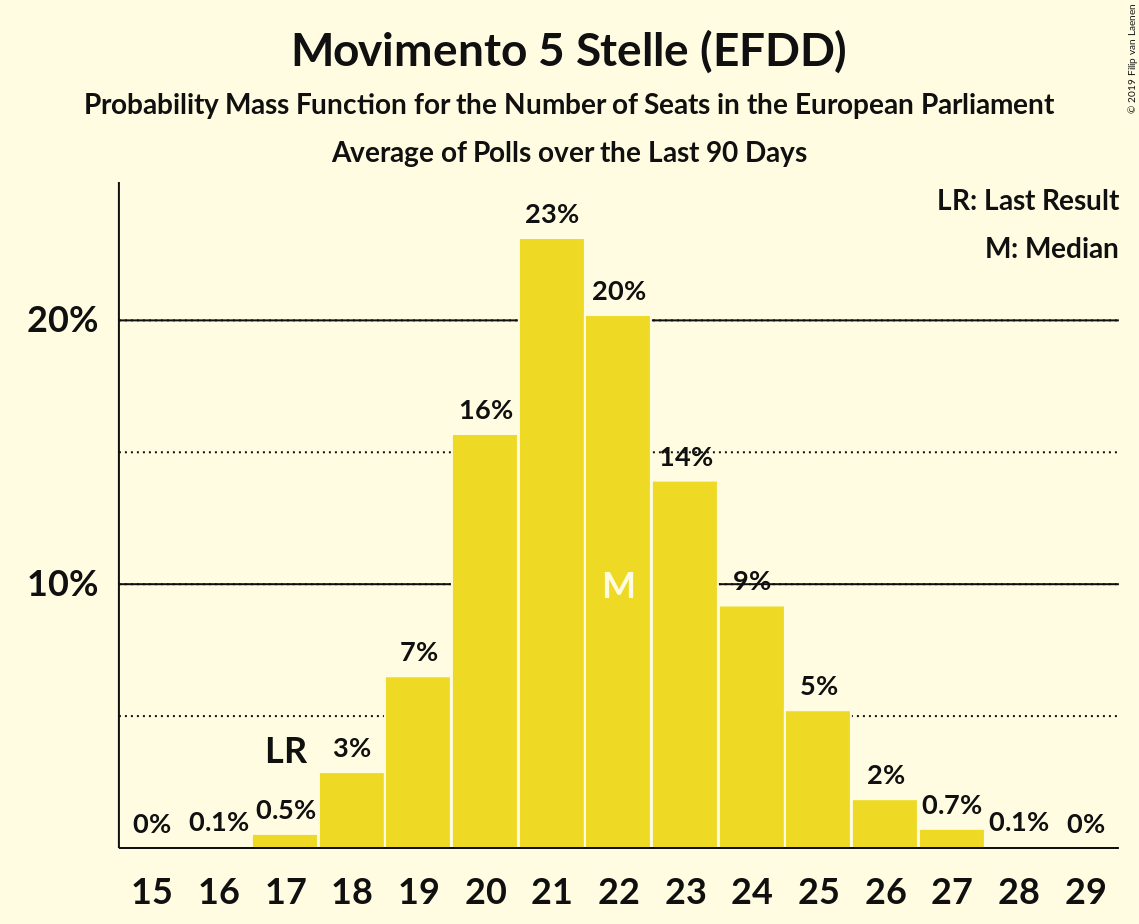 Movimento 5 Stelle (EFDD)
Probability Mass Function for the Number of Seats in the European Parliament
Average of Polls over the Last 90 Days
© 2019 Filip van Laenen
LR: Last Result
M: Median
23%
20%
20%
16%
14%
10%
9%
M
7%
5%
LR
3%
2%
0%
0.1%
0.5%
0.7%
0.1%
0%
15 16 17 18 19 20 21 22 23 24 25 26 27 28 29